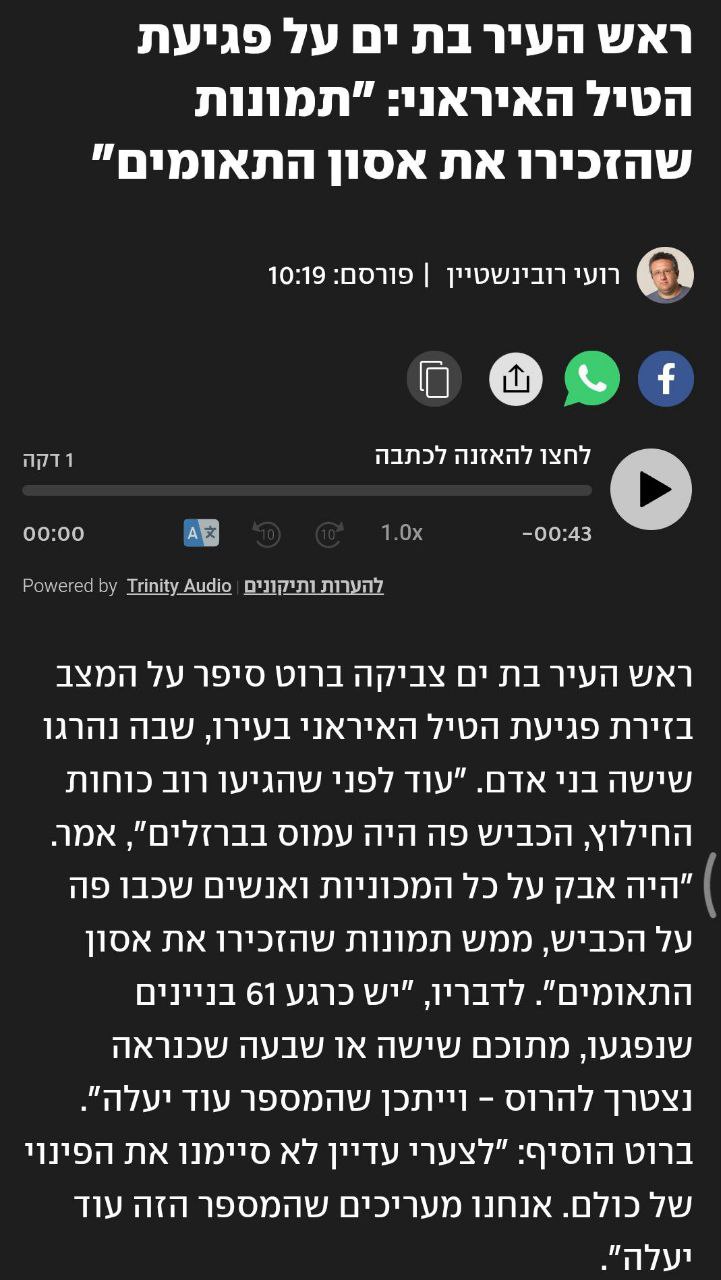 ראש העיר בת ים על פגיעת
הטיל האיראני: "תמונות
שהזכירו את אסון התאומים"
רועי רובינשטיין | פורסם: 10:19
לחצו להאזנה לכתבה
1 דקה
00:00
10
10
1.0x
-00:43
Powered by Trinity Audio | להערות ותיקונים
ראש העיר בת ים צביקה ברוט סיפר על המצב
בזירת פגיעת הטיל האיראני בעירו, שבה נהרגו
שישה בני אדם. "עוד לפני שהגיעו רוב כוחות
החילוץ, הכביש פה היה עמוס בברזלים", אמר.
"היה אבק על כל המכוניות ואנשים שכבו פה
על הכביש, ממש תמונות שהזכירו את אסון
התאומים". לדבריו, "יש כרגע 61 בניינים
שנפגעו, מתוכם שישה או שבעה שכנראה
נצטרך להרוס – וייתכן שהמספר עוד יעלה".
ברוט הוסיף: "לצערי עדיין לא סיימנו את הפינוי
של כולם. אנחנו מעריכים שהמספר הזה עוד
יעלה".